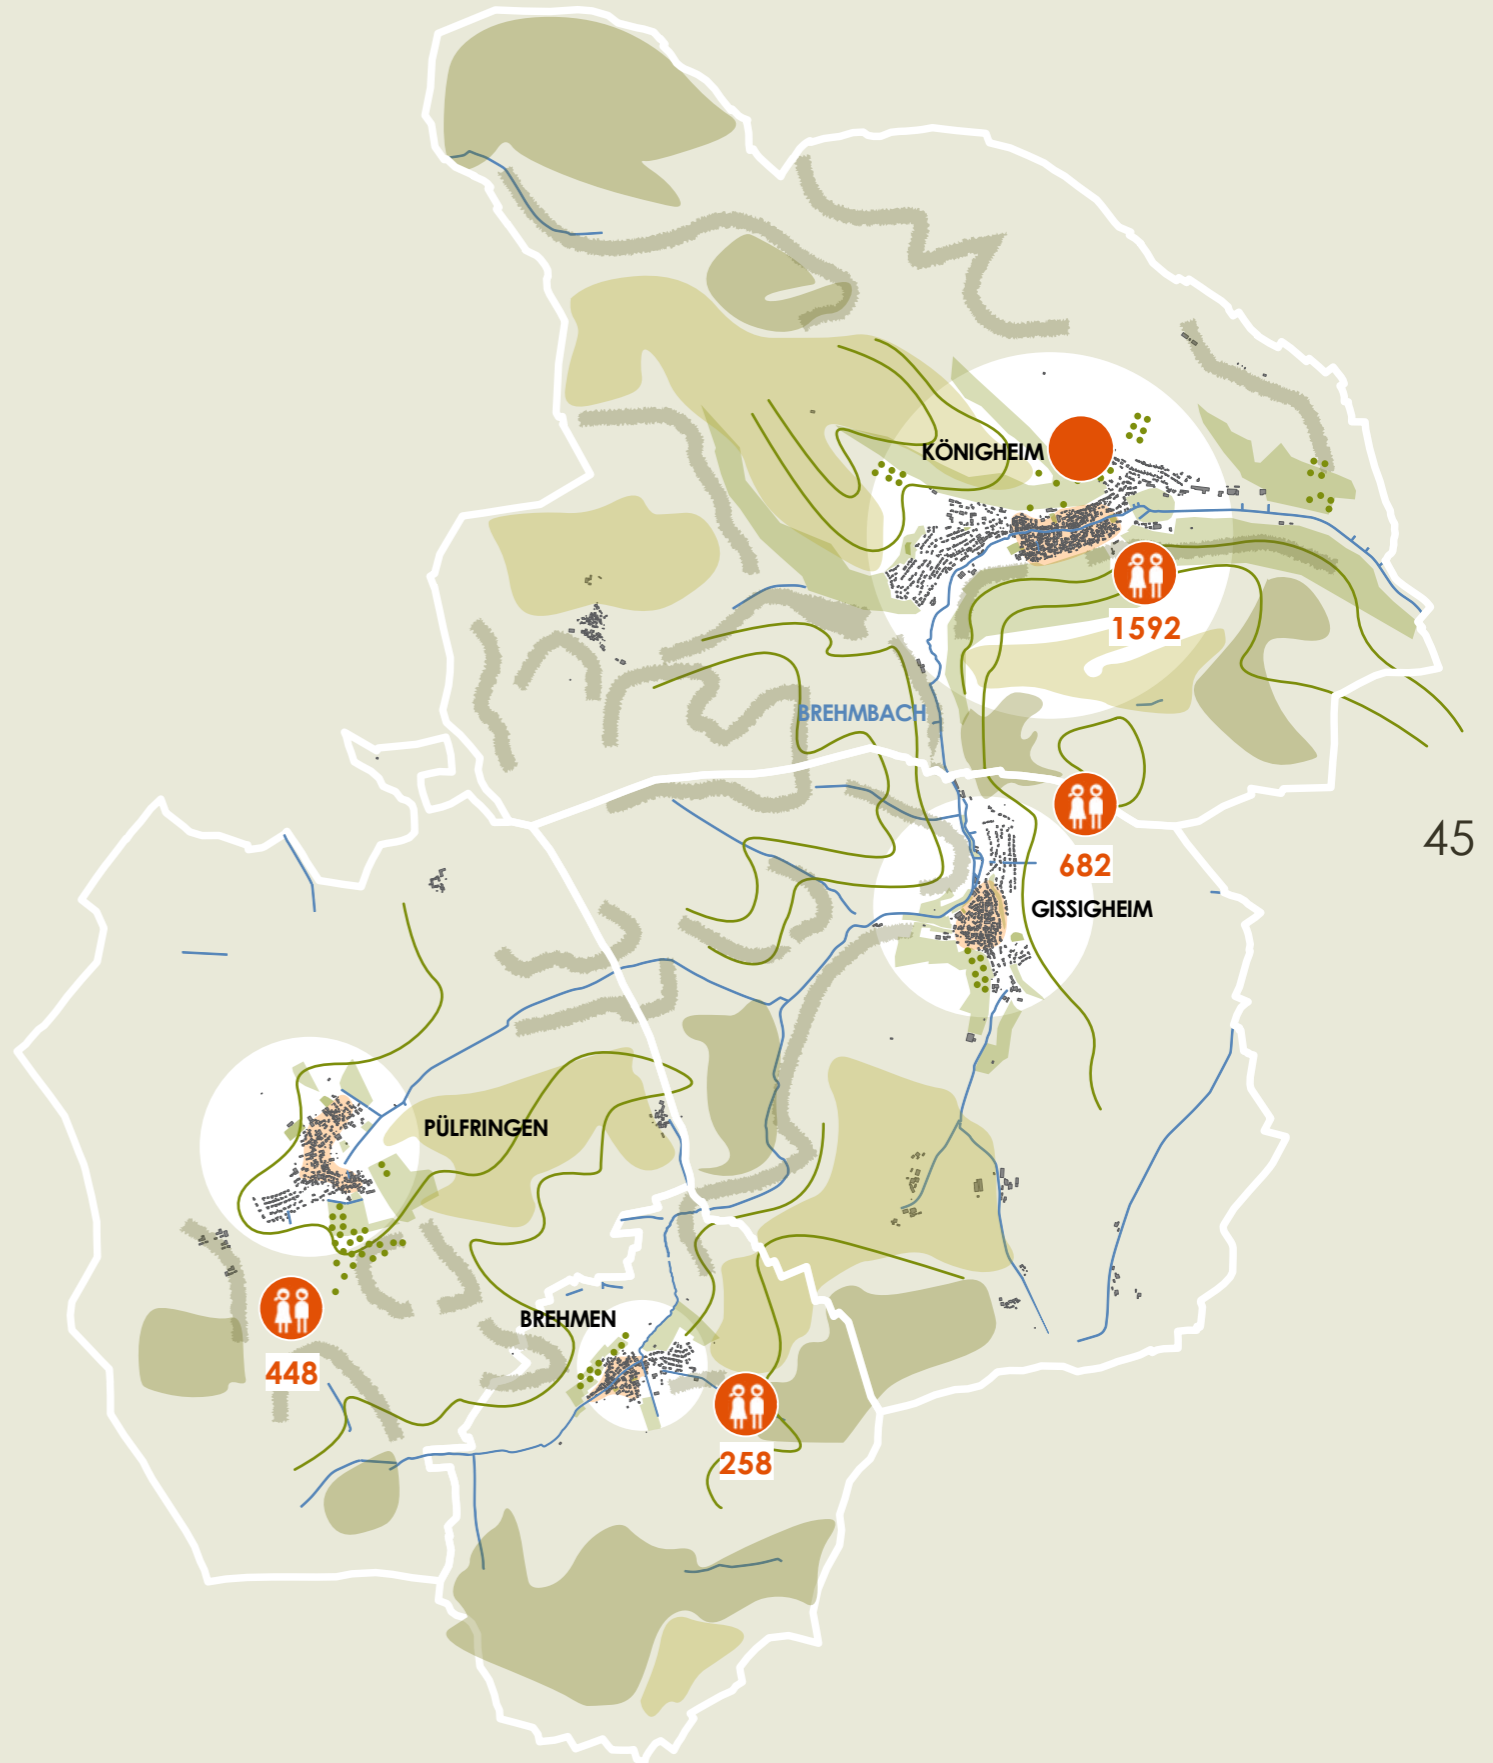 KÖNIGHEIM
1592
BREHMBACH
682
45
GISSIGHEIM
PÜLFRINGEN
BREHMEN
448
258